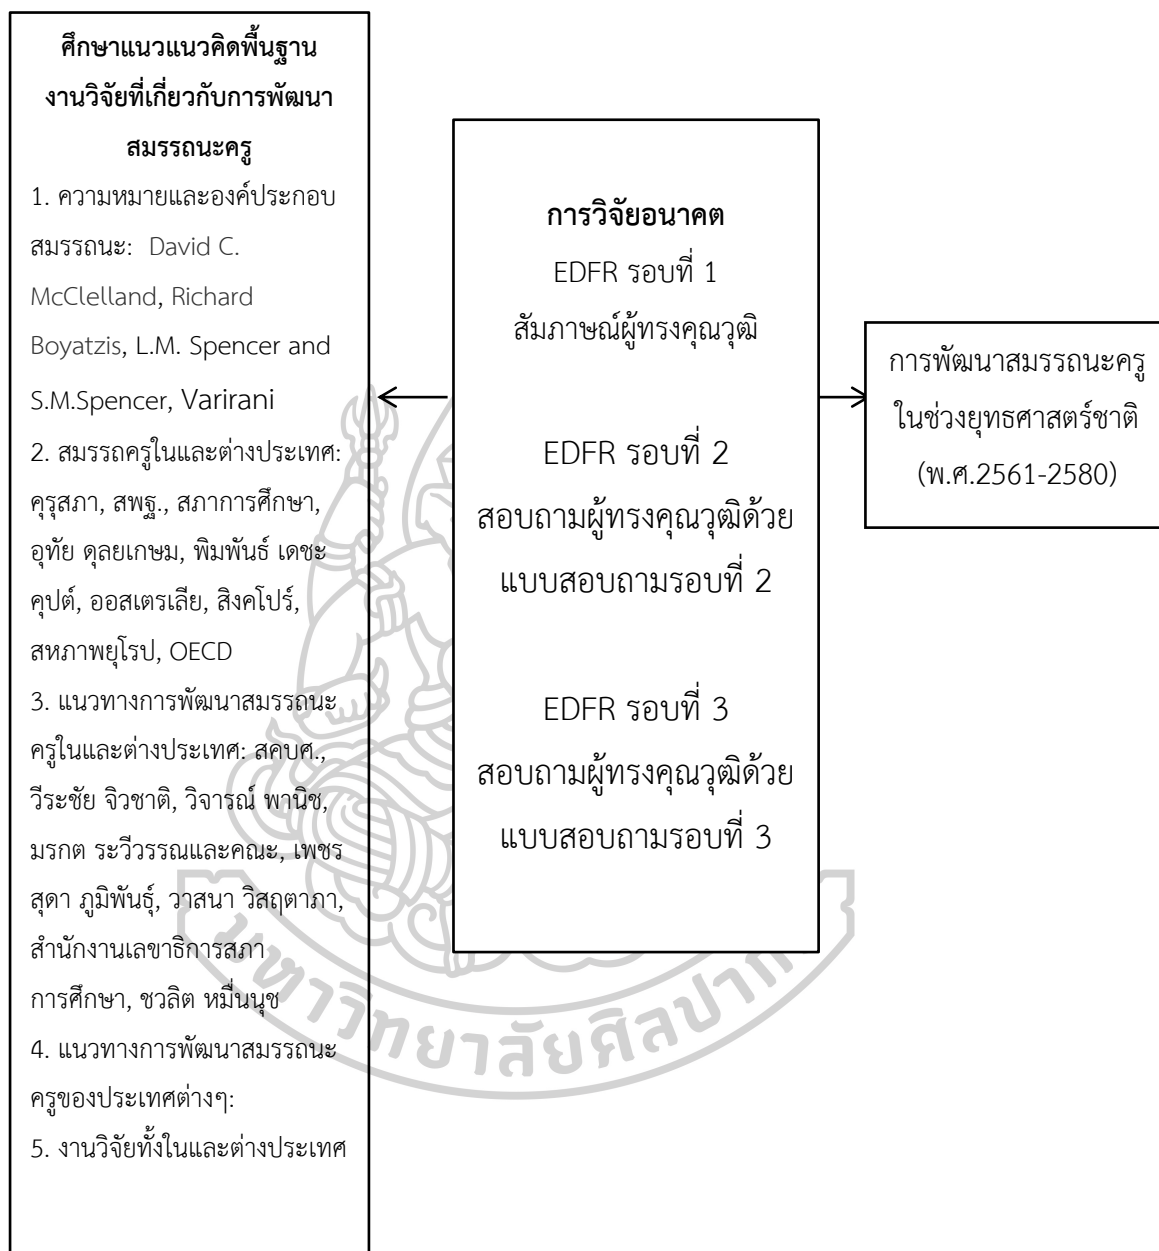 ศึกษาแนวแนวคิดพื้นฐาน
งานวิจัยที่เกี่ยวกับการพัฒนา
สมรรถนะครู
1. ความหมายและองค์ประกอบ
สมรรถนะ: David C.
McClelland, Richard
Boyatzis, L.M. Spencer and
S.M.Spencer, Varirani
2. สมรรถครูในและต่างประเทศ:
คุรุสภา, สพฐ., สภาการศึกษา,
อุทัย ดุลยเกษม, พิมพันธ์ เดชะ
คุปต์, ออสเตรเลีย, สิงคโปร์,
สหภาพยุโรป, OECD
3. แนวทางการพัฒนาสมรรถนะ
ครูในและต่างประเทศ: สคบศ.,
วีระชัย จิวชาติ, วิจารณ์ พานิช,
มรกต ระวีวรรณและคณะ, เพชร
สุดา ภูมิพันธุ์, วาสนา วิสฤตาภา,
สำนักงานเลขาธิการสภา
การศึกษา, ชวลิต หมื่นนุช
4. แนวทางการพัฒนาสมรรถนะ
ครูของประเทศต่างๆ:
5. งานวิจัยทั้งในและต่างประเทศ
การวิจัยอนาคต
EDFR รอบที่ 1
สัมภาษณ์ผู้ทรงคุณวุฒิ
EDFR รอบที่ 2
สอบถามผู้ทรงคุณวุฒิด้วย
แบบสอบถามรอบที่ 2
EDFR รอบที่ 3
สอบถามผู้ทรงคุณวุฒิด้วย
แบบสอบถามรอบที่ 3
การพัฒนาสมรรถนะครู
ในช่วงยุทธศาสตร์ชาติ
(พ.ศ.2561-2580)
มหาวิทยาลัยศิลปากร